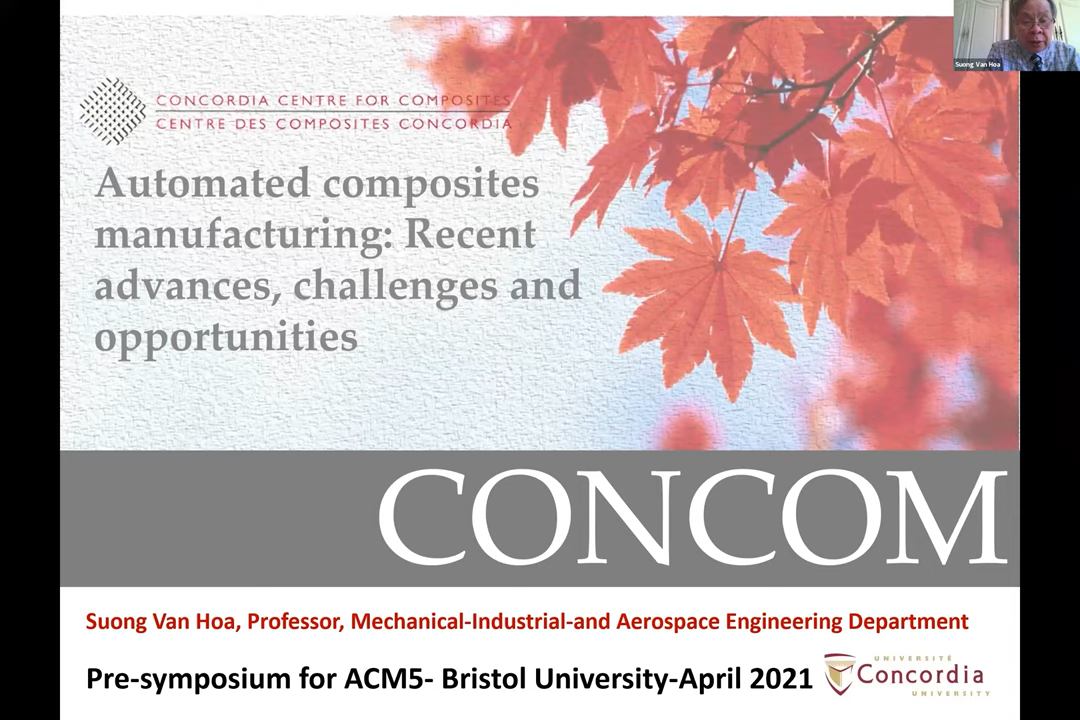 Suong Van Hoa
CONCORDIA CENTRE FOR COMPOSITES
CENTRE DES COMPOSITES CONCORDIA
Automated composites
manufacturing: Recent
advances, challenges and
opportunities
CONCOM
Suong Van Hoa, Professor, Mechanical-Industrial-and Aerospace Engineering Department
Pre-symposium for ACM5- Bristol University-April 2021
UNIVERSITÉ
Concordia
UNIVERSITY